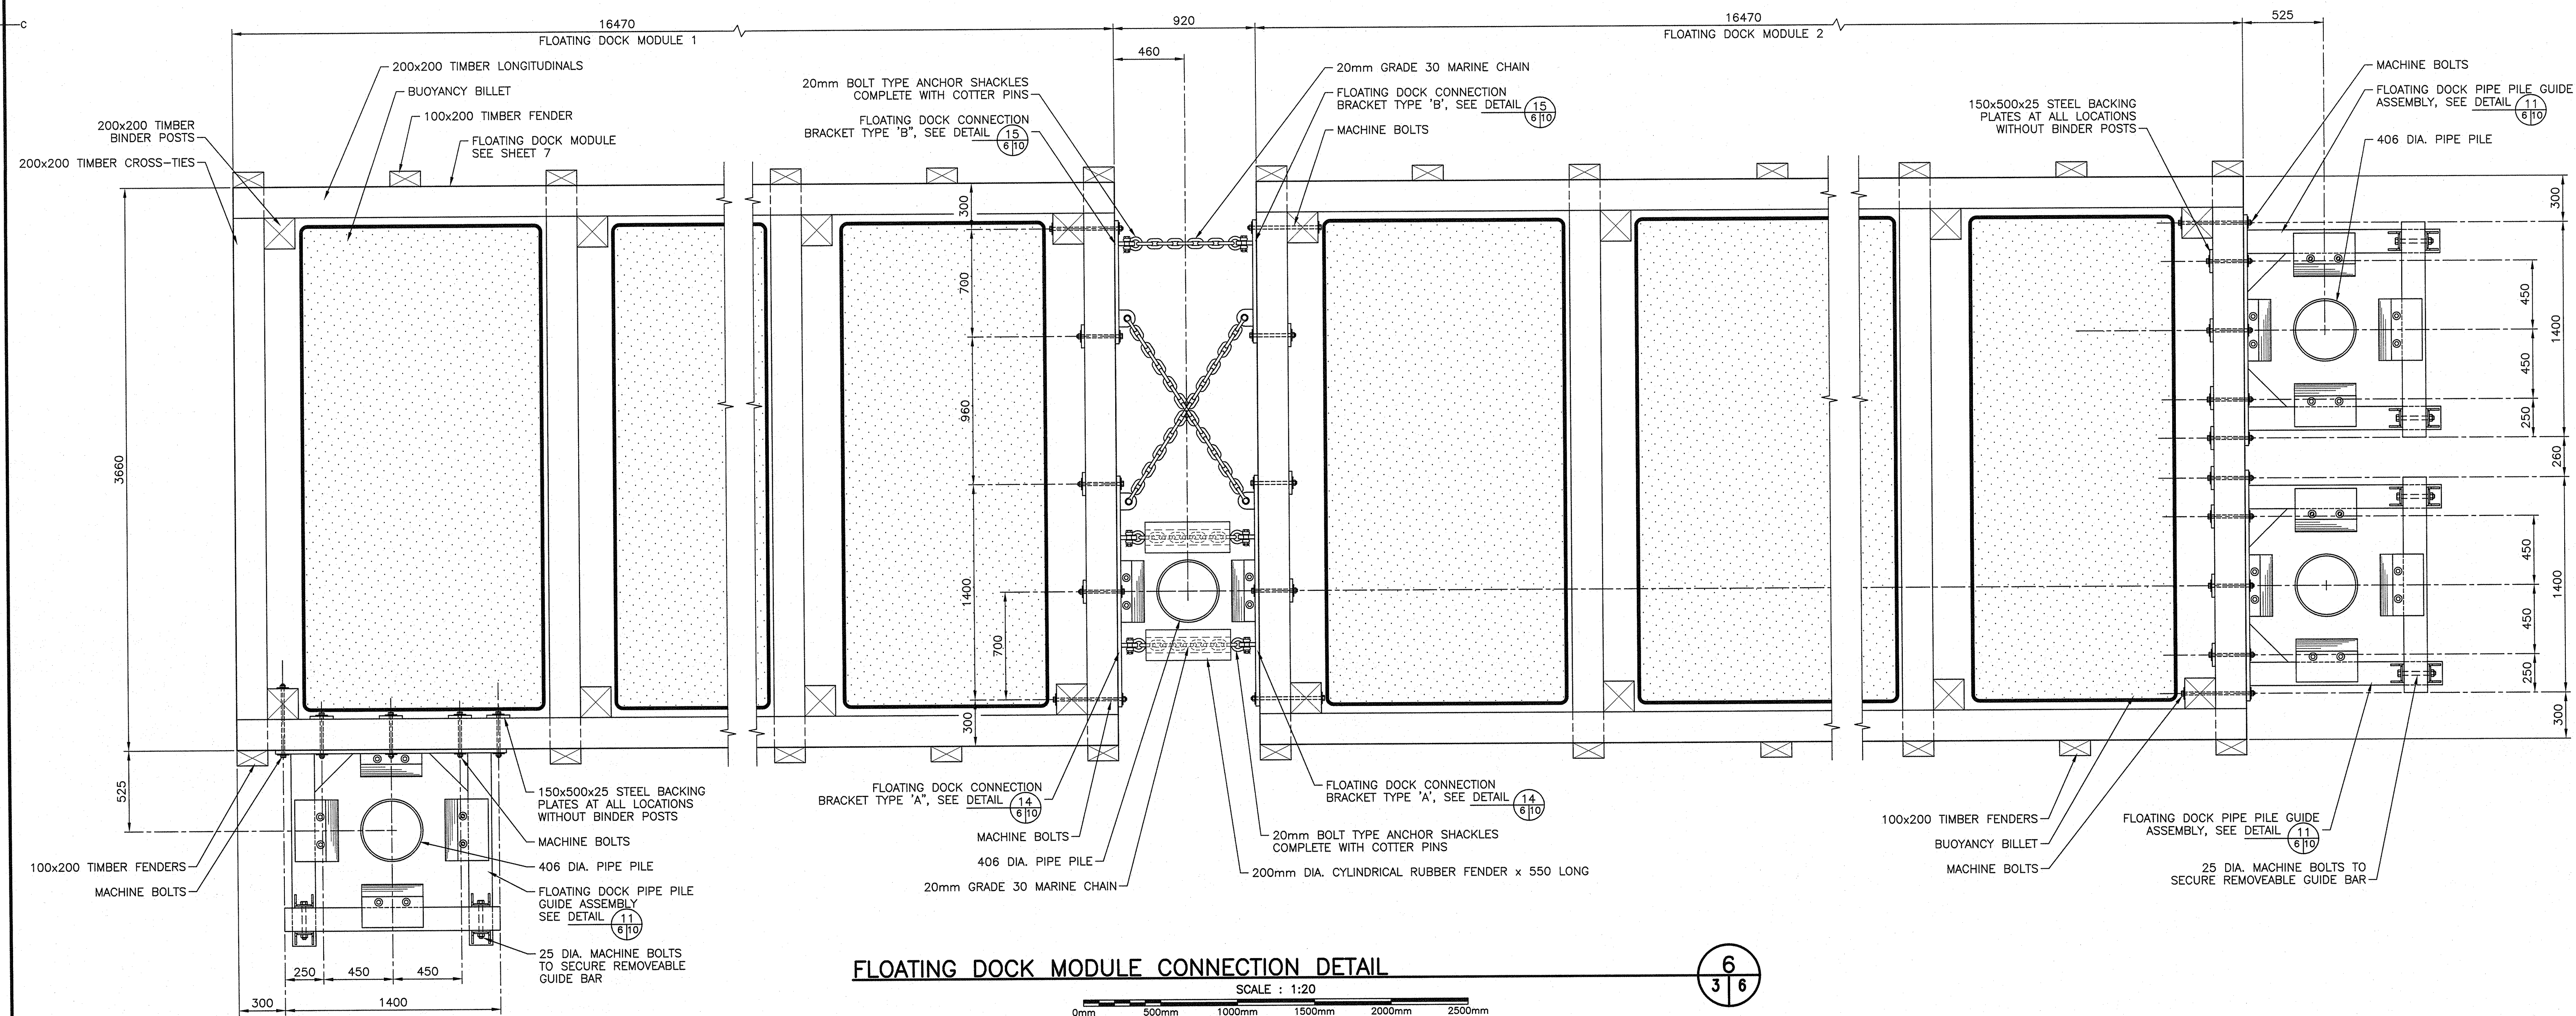 C
16470
FLOATING DOCK MODULE 1
920
460
16470
FLOATING DOCK MODULE 2
525
200x200 TIMBER LONGITUDINALS
BUOYANCY BILLET
100x200 TIMBER FENDER
FLOATING DOCK MODULE
SEE SHEET 7
200x200 TIMBER
BINDER POSTS
200x200 TIMBER CROSS-TIES
20mm BOLT TYPE ANCHOR SHACKLES
COMPLETE WITH COTTER PINS
FLOATING DOCK CONNECTION
BRACKET TYPE 'B", SEE DETAIL
15
6 10
20mm GRADE 30 MARINE CHAIN
FLOATING DOCK CONNECTION
BRACKET TYPE 'B', SEE DETAIL
15
6 10
MACHINE BOLTS
150x500x25 STEEL BACKING
PLATES AT ALL LOCATIONS
WITHOUT BINDER POSTS
MACHINE BOLTS
FLOATING DOCK PIPE PILE GUIDE
ASSEMBLY, SEE DETAIL
11
6 10
406 DIA. PIPE PILE
3660
525
300
700
960
1400
700
300
300
450
1400
450
250
260
450
1400
450
250
300
150x500x25 STEEL BACKING
PLATES AT ALL LOCATIONS
WITHOUT BINDER POSTS
MACHINE BOLTS
406 DIA. PIPE PILE
FLOATING DOCK PIPE PILE
GUIDE ASSEMBLY
SEE DETAIL
11
6 10
25 DIA. MACHINE BOLTS
TO SECURE REMOVEABLE
GUIDE BAR
100x200 TIMBER FENDERS
MACHINE BOLTS
250
450
450
300
1400
FLOATING DOCK CONNECTION
BRACKET TYPE 'A", SEE DETAIL
14
6 10
MACHINE BOLTS
406 DIA. PIPE PILE
20mm GRADE 30 MARINE CHAIN
FLOATING DOCK CONNECTION
BRACKET TYPE 'A', SEE DETAIL
14
6 10
20mm BOLT TYPE ANCHOR SHACKLES
COMPLETE WITH COTTER PINS
200mm DIA. CYLINDRICAL RUBBER FENDER x 550 LONG
100x200 TIMBER FENDERS
BUOYANCY BILLET
MACHINE BOLTS
FLOATING DOCK PIPE PILE GUIDE
ASSEMBLY, SEE DETAIL
11
6 10
25 DIA. MACHINE BOLTS TO
SECURE REMOVEABLE GUIDE BAR
FLOATING DOCK MODULE CONNECTION DETAIL
6
3 6
SCALE : 1:20
0mm 500mm 1000mm 1500mm 2000mm 2500mm